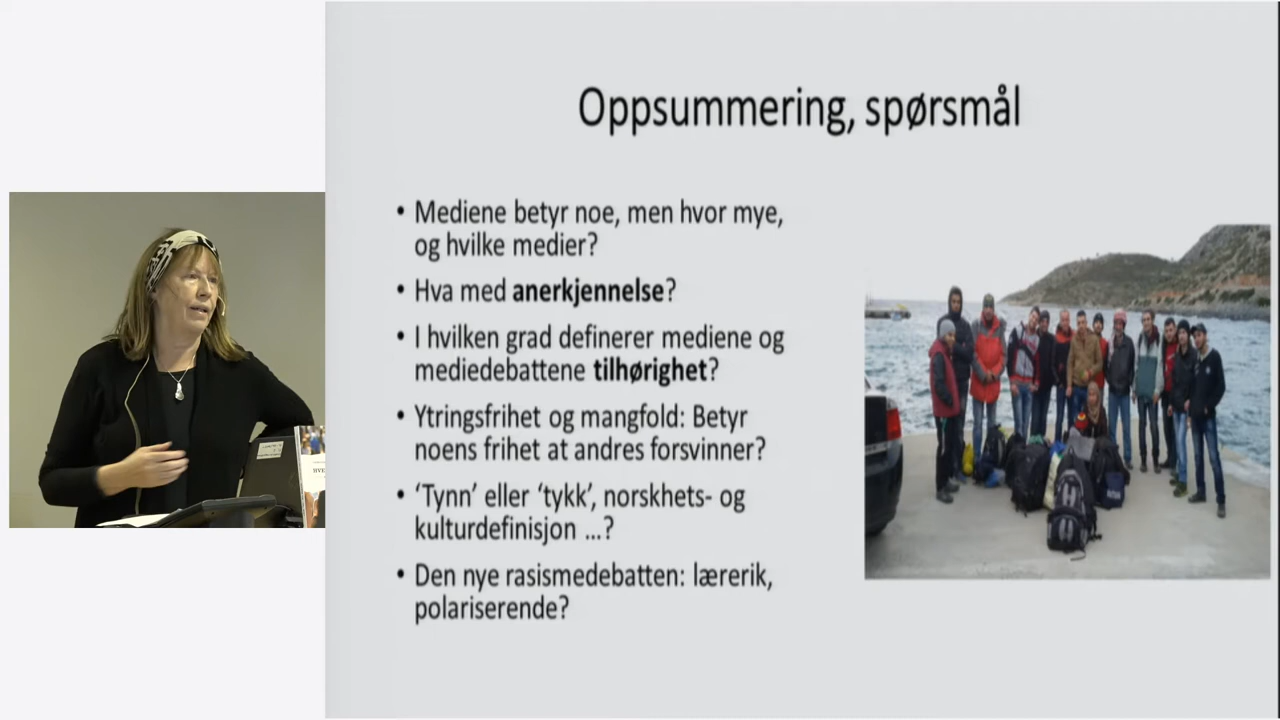 Oppsummering, spørsmål
• Mediene betyr noe, men hvor mye,
og hvilke medier?
• Hva med anerkjennelse?
• I hvilken grad definerer mediene og
mediedebattene tilhørighet?
• Ytringsfrihet og mangfold: Betyr
noens frihet at andres forsvinner?
• ‘Tynn’ eller ‘tykk’, norskhets- og
kulturdefinisjon ...?
• Den nye rasismedebatten: lærerik,
polariserende?